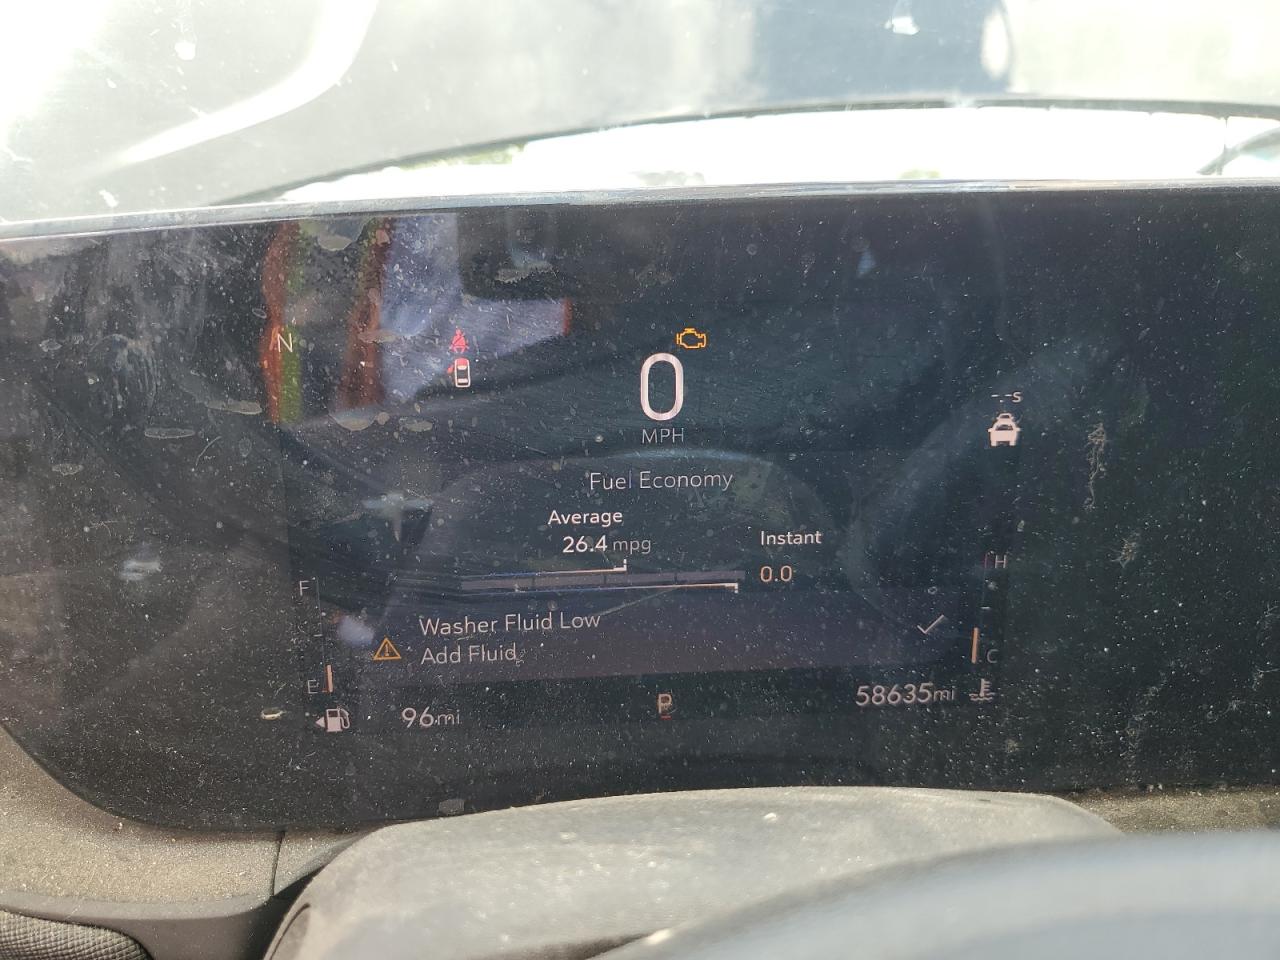 N
0
MPH
-.-s
Fuel Economy
Average
26.4 mpg
Instant
0.0
F
H
Washer Fluid Low
Add Fluid
C
E
96mi
P
58635mi